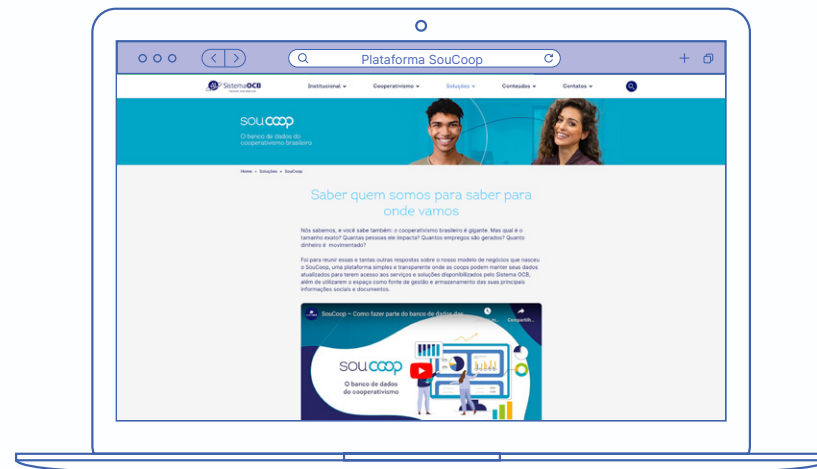 Plataforma SouCoop
SistemaOCB
Institucional
Cooperativismo
Soluções
Conteúdos
Contatos
SOU.COOP
O banco de dados do
cooperativismo brasileiro
Home > Soluções > SouCoop
Saber quem somos para saber para
onde vamos
Nós sabemos, e você sabe também: o cooperativismo brasileiro é gigante. Mas qual é o
tamanho exato? Quantas pessoas ele impacta? Quantos empregos são gerados? Quanto
dinheiro é movimentado?
Foi para reunir essas e tantas outras respostas sobre o nosso modelo de negócios que nasceu
o SouCoop, uma plataforma simples e transparente onde as coops podem manter seus dados
atualizados para terem acesso aos serviços e soluções disponibilizados pelo Sistema OCB,
além de utilizarem o espaço como fonte de gestão e armazenamento das suas principais
informações sociais e documentos.
SouCoop – Como fazer parte do banco de dados das
Compartilh...
SOU.COOP
O banco de dados
do cooperativismo